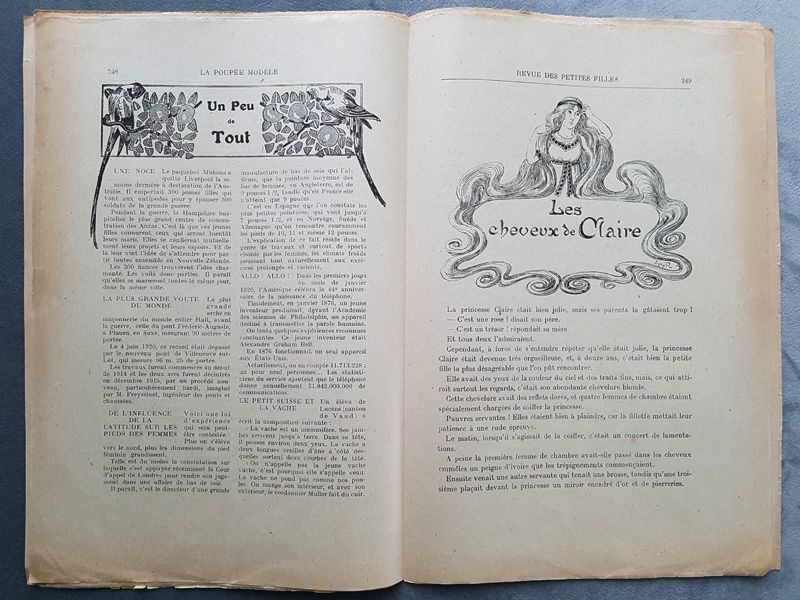 248
LA POUPÉE MODÈLE
Un Peu
de
Tout
UNE NOCE Le paquebot Mahana a
quitté Liverpool la se-
maine dernière à destination de l'Aus-
tralie. Il emportait 300 jeunes filles qui
vont aux antipodes pour y épouser 300
soldats de la grande guerre.
Pendant la guerre, la Hampshire hos-
pitalisa le plus grand centre de concen-
tration des Anzac. C'est là que ces jeunes
filles connurent ceux qui seront bientôt
leurs maris. Elles se confièrent mutuelle-
ment leurs projets et leurs espoirs. Et de
là leur vint l'idée de s'attendre pour par-
tir toutes ensemble en Nouvelle-Zélande.
Les 300 fiancés trouvèrent l'idée char-
mante. Les voilà donc parties. Il paraît
qu'elles se marieront toutes le même jour,
dans la même ville.
LA PLUS GRANDE VOUTE La plus
DU MONDE grande
arche en
maçonnerie du monde entier était, avant
la guerre, celle du pont Frédéric-Auguste,
à Plauen, en Saxe, mesurant 90 mètres de
portée.
Le 4 juin 1920, ce record était dépassé
par le nouveau pont de Villeneuve sur-
Lot, qui mesure 96 m. 25 de portée.
Les travaux furent commencés au début
de 1914 et les deux arcs furent décintrés
en décembre 1915, par un procédé nou-
veau, particulièrement hardi, imaginé
par M. Freyssinet, ingénieur des ponts et
chaussées.
DE L'INFLUENCE Voici une loi
DE LA d'expérience
LATITUDE SUR LES qui sera peut-
PIEDS DES FEMMES être contestée :
Plus on s'élève
vers le nord, plus les dimensions du pied
féminin grandissent.
Telle est du moins la constatation sur
laquelle s'est appuyée récemment la Cour
d'appel de Londres pour rendre son juge-
ment dans une affaire de bas de soie.
Il paraît, c'est le directeur d'une grande
manufacture de bas de soie qui l'af-
firme, que la pointure moyenne des
bas de femmes, en Angleterre, est de
9 pouces 1/2, tandis qu'en France elle
n'atteint que 9 pouces.
C'est en Espagne que l'on constate les
plus petites pointures, qui vont jusqu'à
7 pouces 1/2, et en Norvège, Suède et
Allemagne qu'on rencontre couramment
les pieds de 10, 11 et même 12 pouces.
L'explication de ce fait réside dans le
genre de travaux et surtout de sports
choisis par les femmes, les climats froids
poussant tout naturellement aux exer-
cices prolongés et violents.
ALLO ! ALLO ! Dans les premiers jours
du mois de janvier
1920, l'Amérique célébra le 44e anniver-
saire de la naissance du téléphone.
Timidement, en janvier 1876, un jeune
inventeur produisait, devant l'Académie
des sciences de Philadelphie, un appareil
destiné à transmettre la parole humaine.
On tenta quelques expériences reconnues
concluantes. Ce jeune inventeur était
Alexandre Graham Bell.
En 1876 fonctionnait un seul appareil
aux États-Unis.
Actuellement, on en compte 11.713.228 :
un pour neuf personnes... Les statisti-
ciens du service ajoutent que le téléphone
donne annuellement 21.842.000.000 de
communications.
LE PETIT SUISSE ET Un élève de
LA VACHE Lucens (canton
de Vaud) a
écrit la composition suivante :
« La vache est un mammifère. Ses jam-
bes arrivent jusqu'à terre. Dans sa tête,
il pousse environ deux yeux. La vache a
deux longues oreilles d'une à côté des-
quelles sortent deux courbes de la tête.
« On n'appelle pas la jeune vache
vache, c'est pourquoi elle s'appelle veau.
La vache ne pond pas comme nos pou-
les. On mange son intérieur, et avec son
extérieur, le cordonnier Muller fait du cuir.
REVUE DES PETITES FILLES
249
Les
cheveux de Claire
La princesse Claire était bien jolie, mais ses parents la gâtaient trop !
— C'est une rose ! disait son père.
— C'est un trésor ! répondait sa mère.
Et tous deux l'admiraient.
Cependant, à force de s'entendre répéter qu'elle était jolie, la princesse
Claire était devenue très orgueilleuse, et, à douze ans, c'était bien la petite
fille la plus désagréable que l'on pût rencontrer.
Elle avait des yeux de la couleur du ciel et des traits fins, mais, ce qui atti-
rait surtout les regards, c'était son abondante chevelure blonde.
Cette chevelure avait des reflets dorés, et quatre femmes de chambre étaient
spécialement chargées de coiffer la princesse.
Pauvres servantes ! Elles étaient bien à plaindre, car la fillette mettait leur
patience à une rude épreuve.
Le matin, lorsqu'il s'agissait de la coiffer, c'était un concert de lamenta-
tions.
A peine la première femme de chambre avait-elle passé dans les cheveux
emmêlés un peigne d'ivoire que les trépignements commençaient.
Ensuite venait une autre servante qui tenait une brosse, tandis qu'une troi-
sième plaçait devant la princesse un miroir encadré d'or et de pierreries.